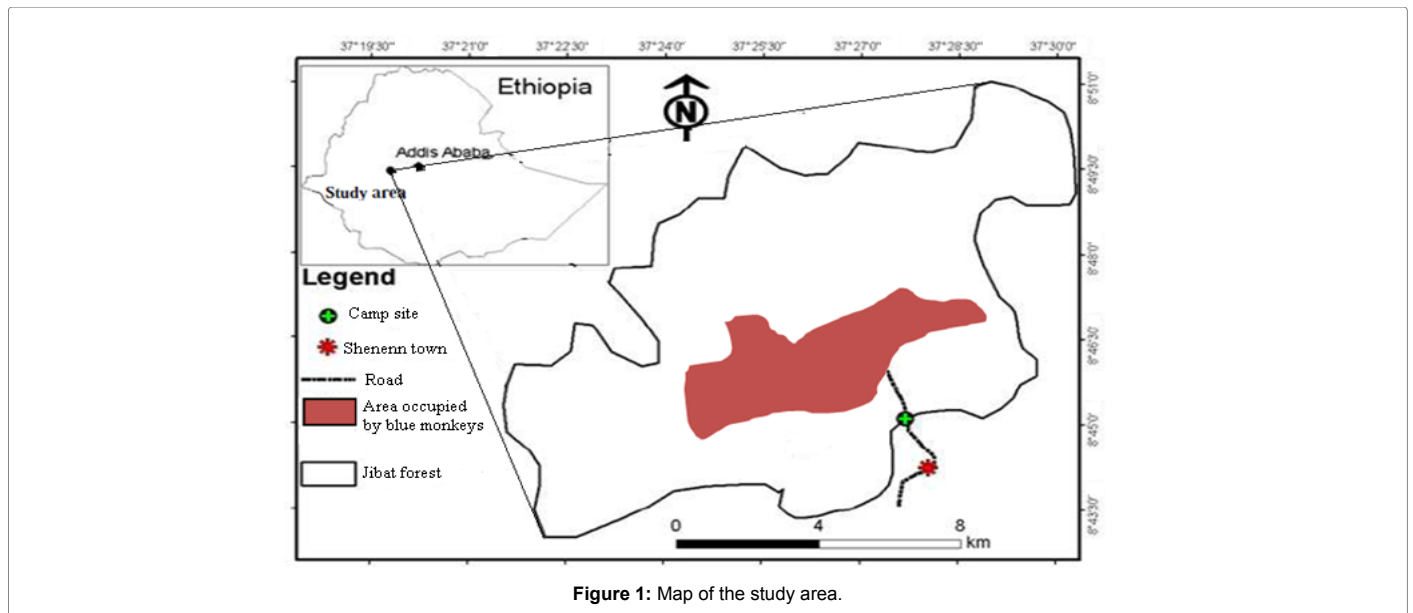 37°19'30" 37°21'0" 37°22'30" 37°24'0" 37°25'30" 37°27'0" 37°28'30" 37°30'0"
Ethiopia
N
Addis Ababa
Study area
8°51'0"
8°49'30"
8°48'0"
8°46'30"
8°45'0"
8°43'30"
Legend
Camp site
Shenenn town
Road
Area occupied
by blue monkeys
Jibat forest
0 4 8
km
Figure 1: Map of the study area.